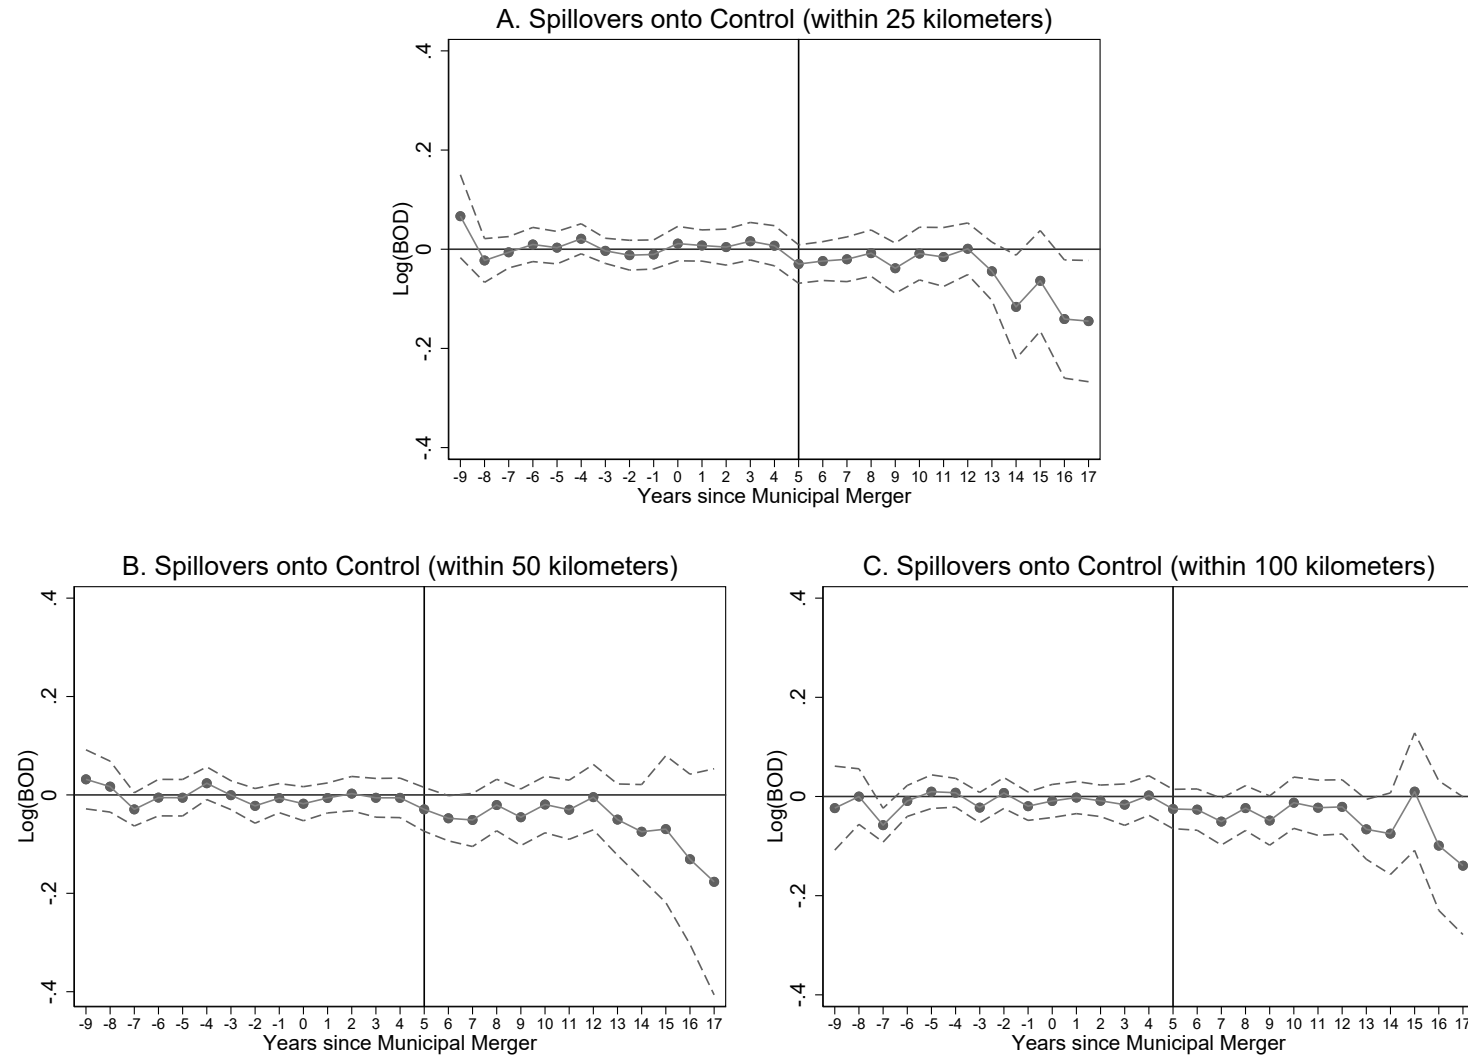 A. Spillovers onto Control (within 25 kilometers)
.4
.2
0
-.2
-.4
Log(BOD)
-9 -8 -7 -6 -5 -4 -3 -2 -1 0 1 2 3 4 5 6 7 8 9 10 11 12 13 14 15 16 17
Years since Municipal Merger
B. Spillovers onto Control (within 50 kilometers)
.4
.2
0
-.2
-.4
Log(BOD)
-9 -8 -7 -6 -5 -4 -3 -2 -1 0 1 2 3 4 5 6 7 8 9 10 11 12 13 14 15 16 17
Years since Municipal Merger
C. Spillovers onto Control (within 100 kilometers)
.4
.2
0
-.2
-.4
Log(BOD)
-9 -8 -7 -6 -5 -4 -3 -2 -1 0 1 2 3 4 5 6 7 8 9 10 11 12 13 14 15 16 17
Years since Municipal Merger